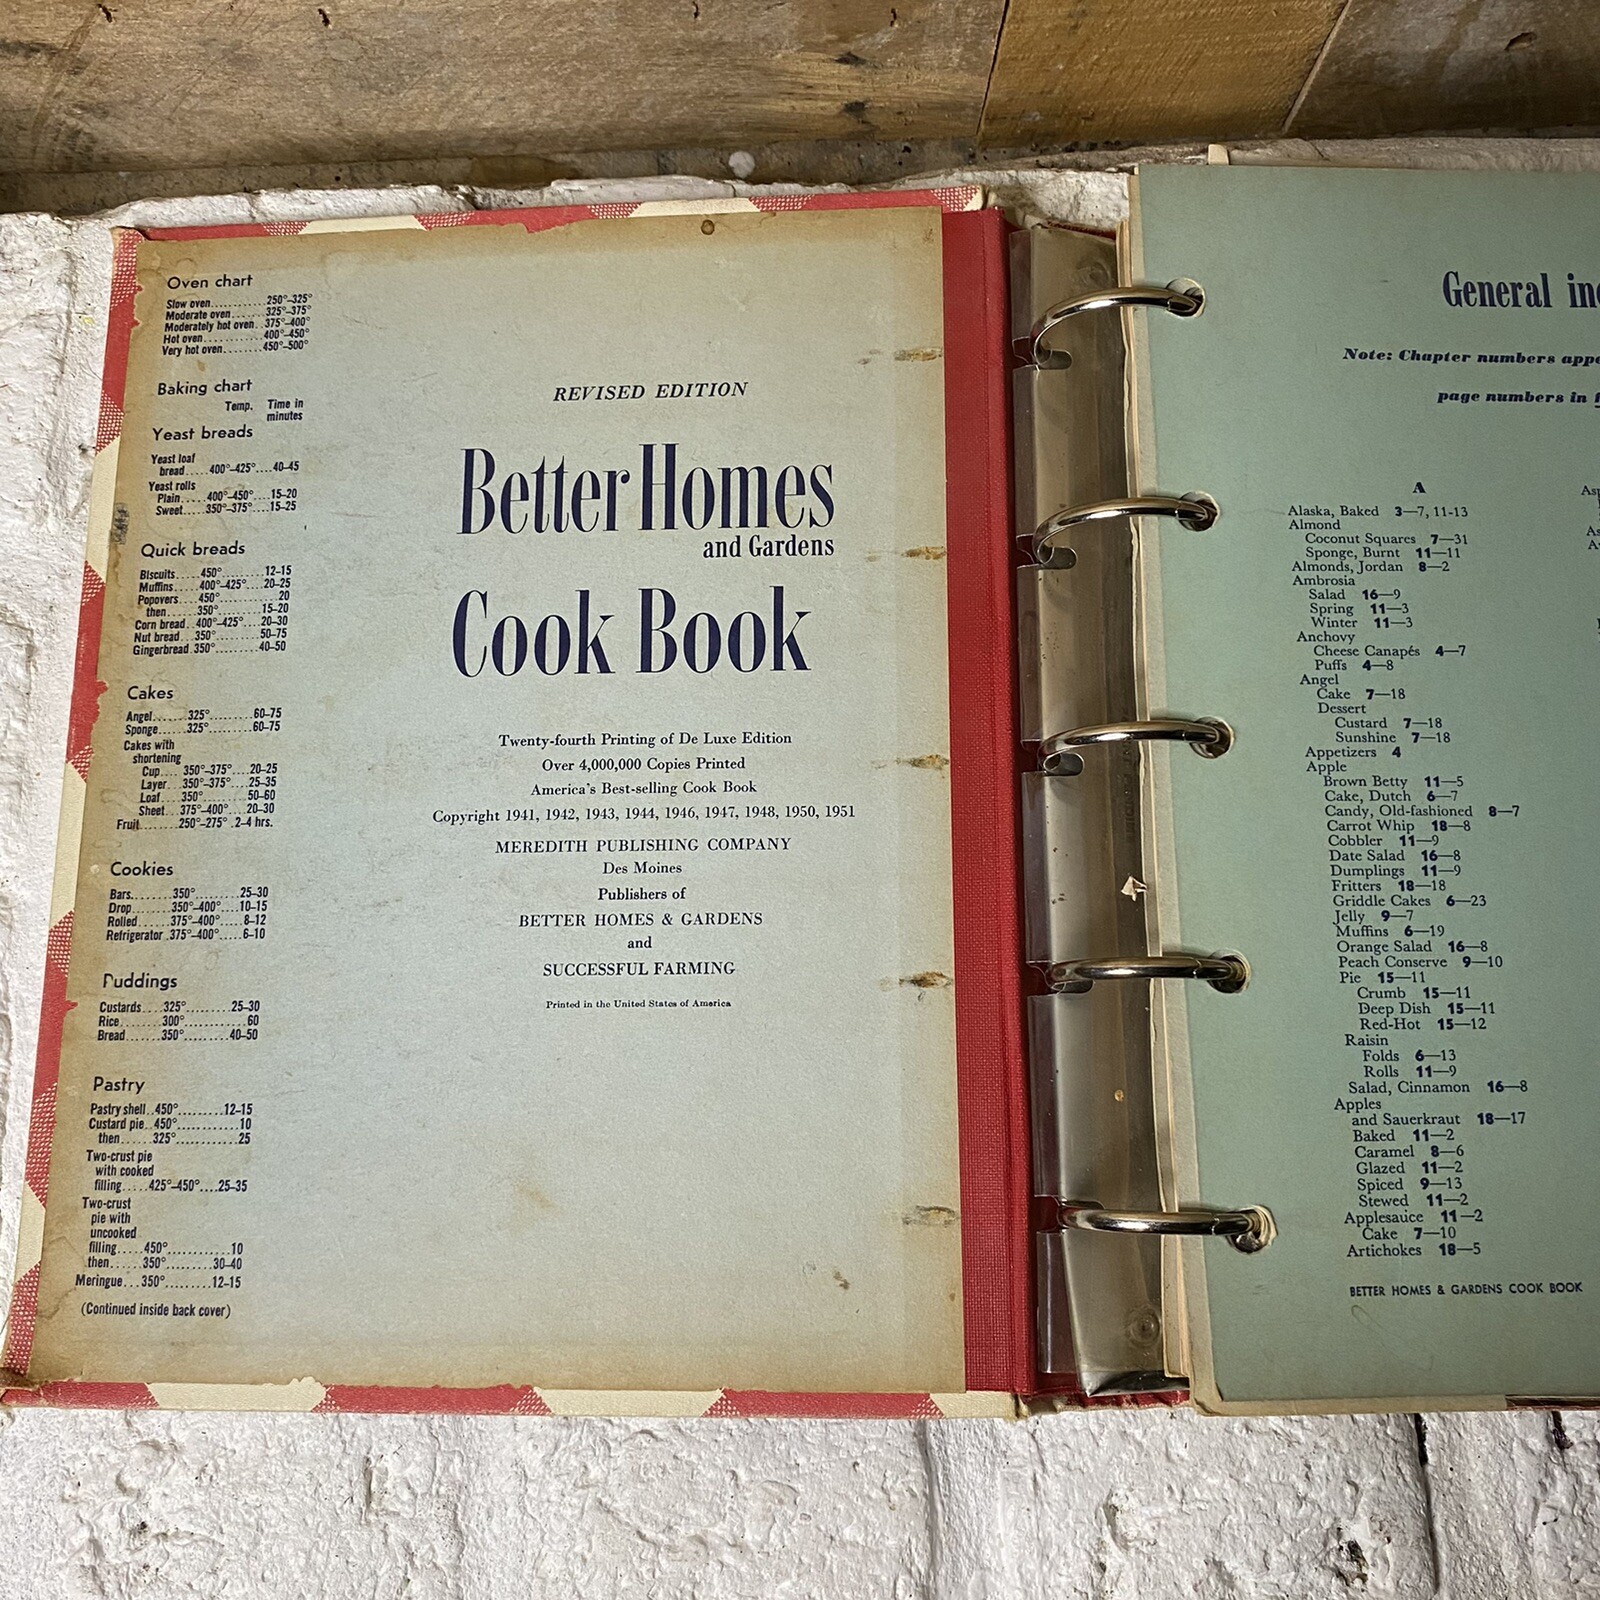 Oven chart
Slow oven...........250°–325°
Moderate oven.......325°–375°
Moderately hot oven..375°–400°
Hot oven............400°–450°
Very hot oven........450°–500°
Baking chart
Temp. Time in
minutes
Yeast breads
Yeast loaf
bread.....400°–425°....40–45
Yeast rolls
Plain.....400°–450°....15–20
Sweet....350°–375°....15–25
Quick breads
Biscuits.....450°.........12–15
Muffins.....400°–425°....20–25
Popovers....450°............20
then......350°.........15–20
Corn bread..400°–425°....20–30
Nut bread...350°.........50–75
Gingerbread.350°.........40–50
Cakes
Angel.......325°.........60–75
Sponge......325°.........60–75
Cakes with
shortening
Cup....350°–375°....20–25
Layer...350°–375°....25–35
Loaf....350°.........50–60
Sheet...375°–400°....20–30
Fruit.......250°–275°.2–4 hrs.
Cookies
Bars.......350°.........25–30
Drop.......350°–400°....10–15
Rolled.....375°–400°.....8–12
Refrigerator.375°–400°.....6–10
Puddings
Custards....325°.........25–30
Rice........300°............60
Bread.......350°.........40–50
Pastry
Pastry shell..450°.........12–15
Custard pie..450°............10
then......325°............25
Two-crust pie
with cooked
filling.....425°–450°....25–35
Two-crust
pie with
uncooked
filling.....450°............10
then......350°.........30–40
Meringue...350°.........12–15
(Continued inside back cover)
REVISED EDITION
Better Homes
and Gardens
Cook Book
Twenty-fourth Printing of De Luxe Edition
Over 4,000,000 Copies Printed
America's Best-selling Cook Book
Copyright 1941, 1942, 1943, 1944, 1946, 1947, 1948, 1950, 1951
MEREDITH PUBLISHING COMPANY
Des Moines
Publishers of
BETTER HOMES & GARDENS
and
SUCCESSFUL FARMING
Printed in the United States of America
General in
Note: Chapter numbers appe
page numbers in
A
Alaska, Baked 3—7, 11-13
Almond
Coconut Squares 7—31
Sponge, Burnt 11—11
Almonds, Jordan 8—2
Ambrosia
Salad 16—9
Spring 11—3
Winter 11—3
Anchovy
Cheese Canapés 4—7
Puffs 4—8
Angel
Cake 7—18
Dessert
Custard 7—18
Sunshine 7—18
Appetizers 4
Apple
Brown Betty 11—5
Cake, Dutch 6—7
Candy, Old-fashioned 8—7
Carrot Whip 18—8
Cobbler 11—9
Date Salad 16—8
Dumplings 11—9
Fritters 18—18
Griddle Cakes 6—23
Jelly 9—7
Muffins 6—19
Orange Salad 16—8
Peach Conserve 9—10
Pie 15—11
Crumb 15—11
Deep Dish 15—11
Red-Hot 15—12
Raisin
Folds 6—13
Rolls 11—9
Salad, Cinnamon 16—8
Apples
and Sauerkraut 18—17
Baked 11—2
Caramel 8—6
Glazed 11—2
Spiced 9—13
Stewed 11—2
Applesauce 11—2
Cake 7—10
Artichokes 18—5
BETTER HOMES & GARDENS COOK BOOK